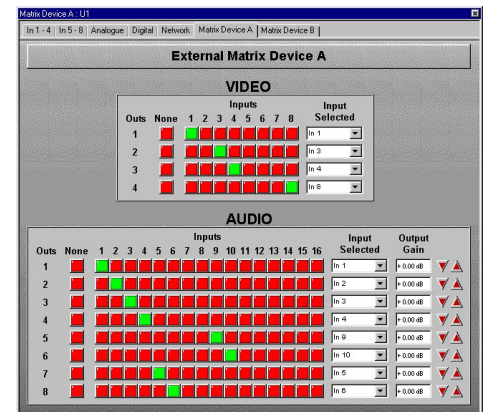 Matrix Device A : U1
In 1 - 4 In 5 - 8 Analogue Digital Network Matrix Device A Matrix Device B
External Matrix Device A
VIDEO
Inputs Input
Outs None 1 2 3 4 5 6 7 8 Selected
1 In 1
2 In 3
3 In 4
4 In 8
AUDIO
Inputs Input Output
Outs None 1 2 3 4 5 6 7 8 9 10 11 12 13 14 15 16 Selected Gain
1 In 1 + 0.00 dB
2 In 2 + 0.00 dB
3 In 3 + 0.00 dB
4 In 4 + 0.00 dB
5 In 9 + 0.00 dB
6 In 10 + 0.00 dB
7 In 5 + 0.00 dB
8 In 6 + 0.00 dB